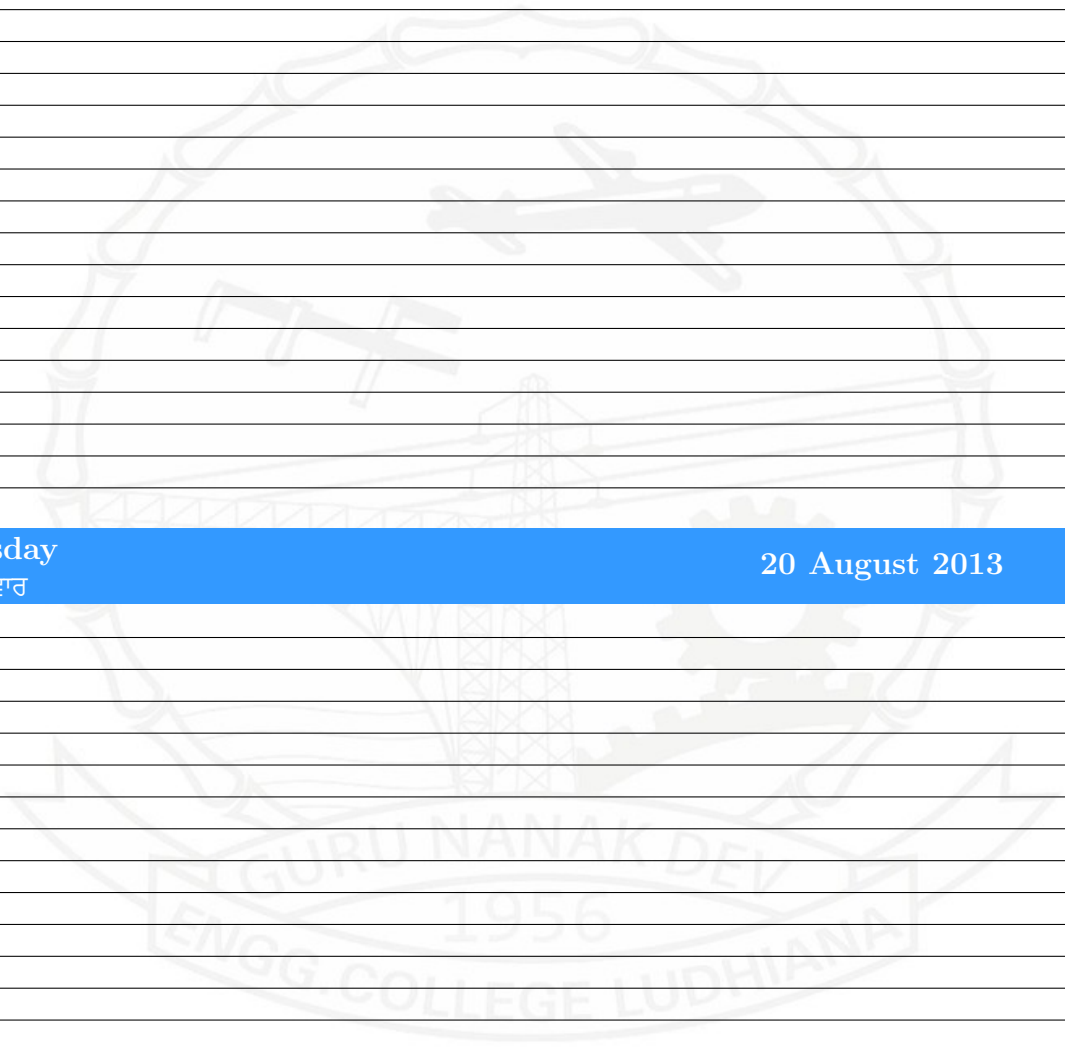 sday
20 August 2013
ਵਾਰ
GURU NANAK DEV
1956
ENGG. COLLEGE LUDHIANA